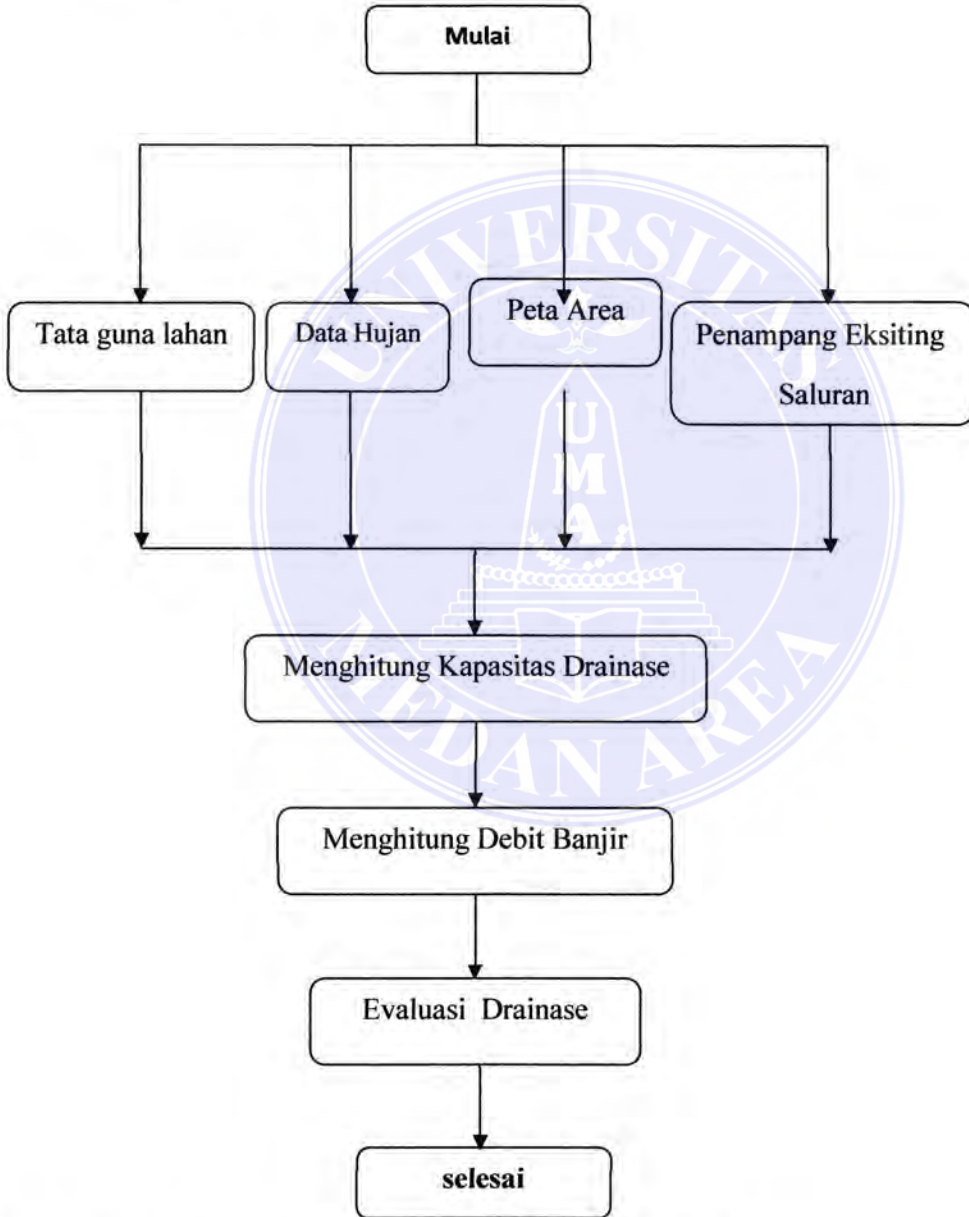 Mulai
Tata guna lahan
Data Hujan
Peta Area
Penampang Eksiting
Saluran
UNIVERSITAS
UMA
MEDAN AREA
Menghitung Kapasitas Drainase
Menghitung Debit Banjir
Evaluasi Drainase
selesai